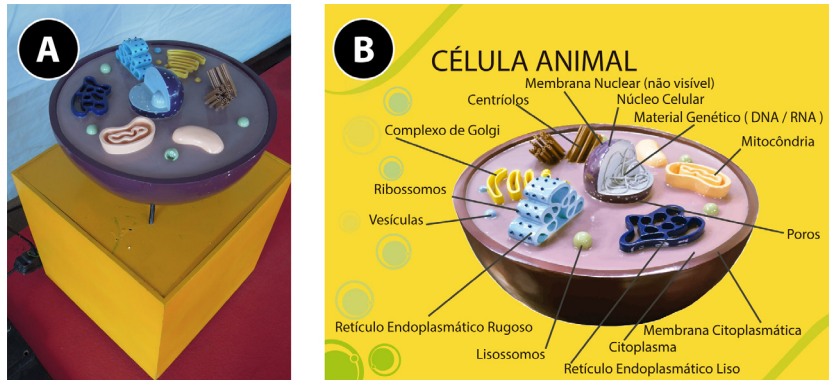 A
B
CÉLULA ANIMAL
Membrana Nuclear (não visível)
Centríolos
Núcleo Celular
Material Genético ( DNA / RNA )
Complexo de Golgi
Mitocôndria
Ribossomos
Vesículas
Poros
Retículo Endoplasmático Rugoso
Membrana Citoplasmática
Lisossomos
Citoplasma
Retículo Endoplasmático Liso